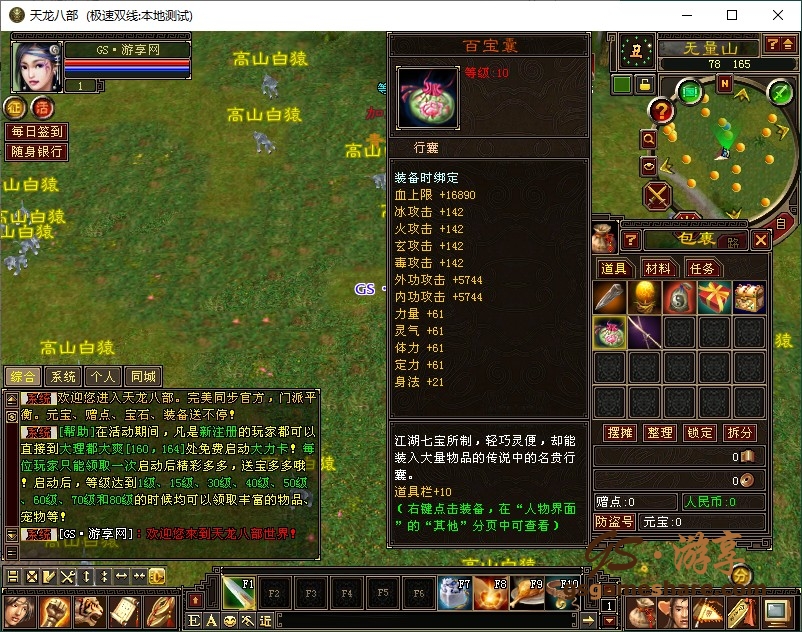 天龙八部 (极速双线:本地测试)
GS·游享网
1
征
活
每日签到
随身银行
高山白猿
高山白猿
高山
山白猿
高山白猿
山白猿
高山白猿
猿
GS
百宝囊
等级:10
行囊
装备时绑定
血上限 +16890
冰攻击 +142
火攻击 +142
玄攻击 +142
毒攻击 +142
外功攻击 +5744
内功攻击 +5744
力量 +61
灵气 +61
体力 +61
定力 +61
身法 +21
江湖七宝所制，轻巧灵便，却能
装入大量物品的传说中的名贵行
囊。
道具栏+10
（右键点击装备，在“人物界面
”的“其他”分页中可查看）
丑
无量山
78 165
N
包裹
道具 材料 任务
摆摊 整理 锁定 拆分
0
0
赠点:0 人民币:0
防盗号 元宝:0
综合 系统 个人 同城
系统 欢迎您进入天龙八部。完美同步官方，门派平
衡。元宝、赠点、宝石、装备送不停！
系统 [帮助]在活动期间，凡是新注册的玩家都可以
直接到大理都大爽[160，164]处免费启动大力卡！每
位玩家只能领取一次启动后精彩多多，送宝多多哦
！启动后，等级达到1级、15级、30级、40级、50级
、60级、70级和80级的时候均可以领取丰富的物品、
宠物等！
系统 [GS·游享网]：欢迎您来到天龙八部世界！
F1 F2 F3 F4 F5 F6 F7 F8 F9 F10
E A 近
1
分
GS·游享